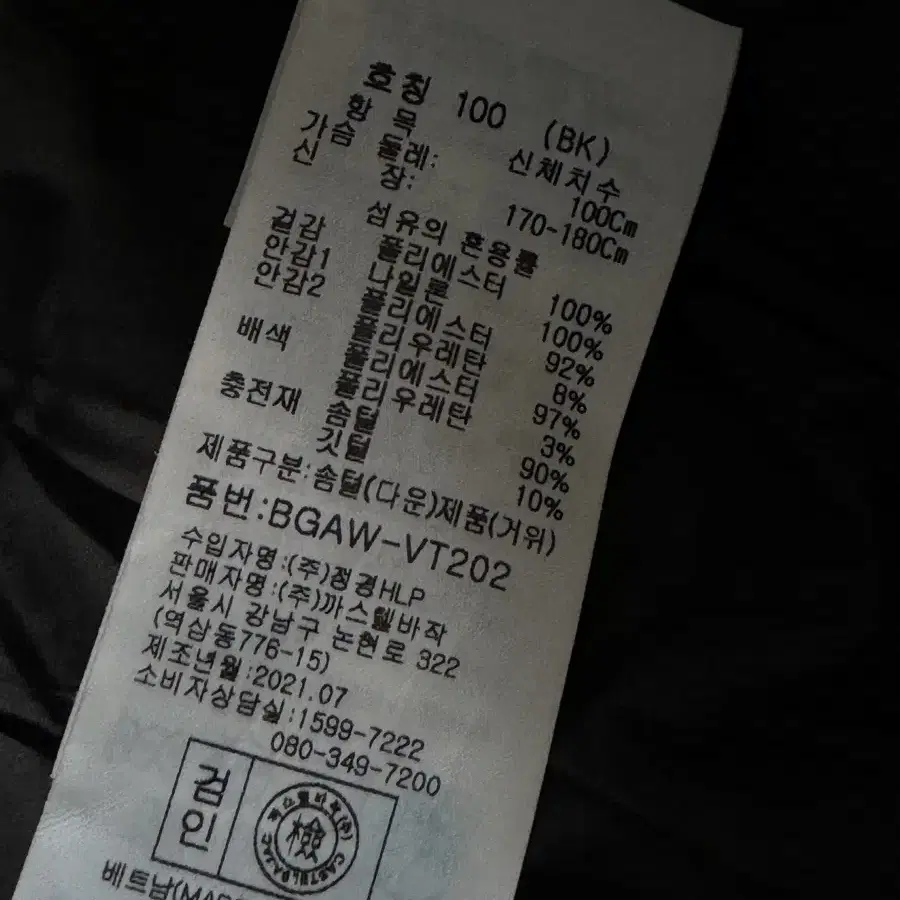 호칭 100 (BK)
항 목 신체치수
가슴 둘레: 100Cm
신 장: 170-180Cm
섬유의 혼용률
겉감 폴리에스터 100%
안감1 나일론 100%
안감2 폴리에스터 92%
폴리우레탄 8%
배색 폴리에스터 97%
폴리우레탄 3%
충전재 솜털 90%
깃털 10%
제품구분:솜털(다운)제품(거위)
품번:BGAW-VT202
수입자명:(주)정경HLP
판매자명:(주)까스텔바작
서울시 강남구 논현로 322
(역삼동776-15)
제조년월:2021.07
소비자상담실:1599-7222
080-349-7200
검인
檢
베트남(MADE